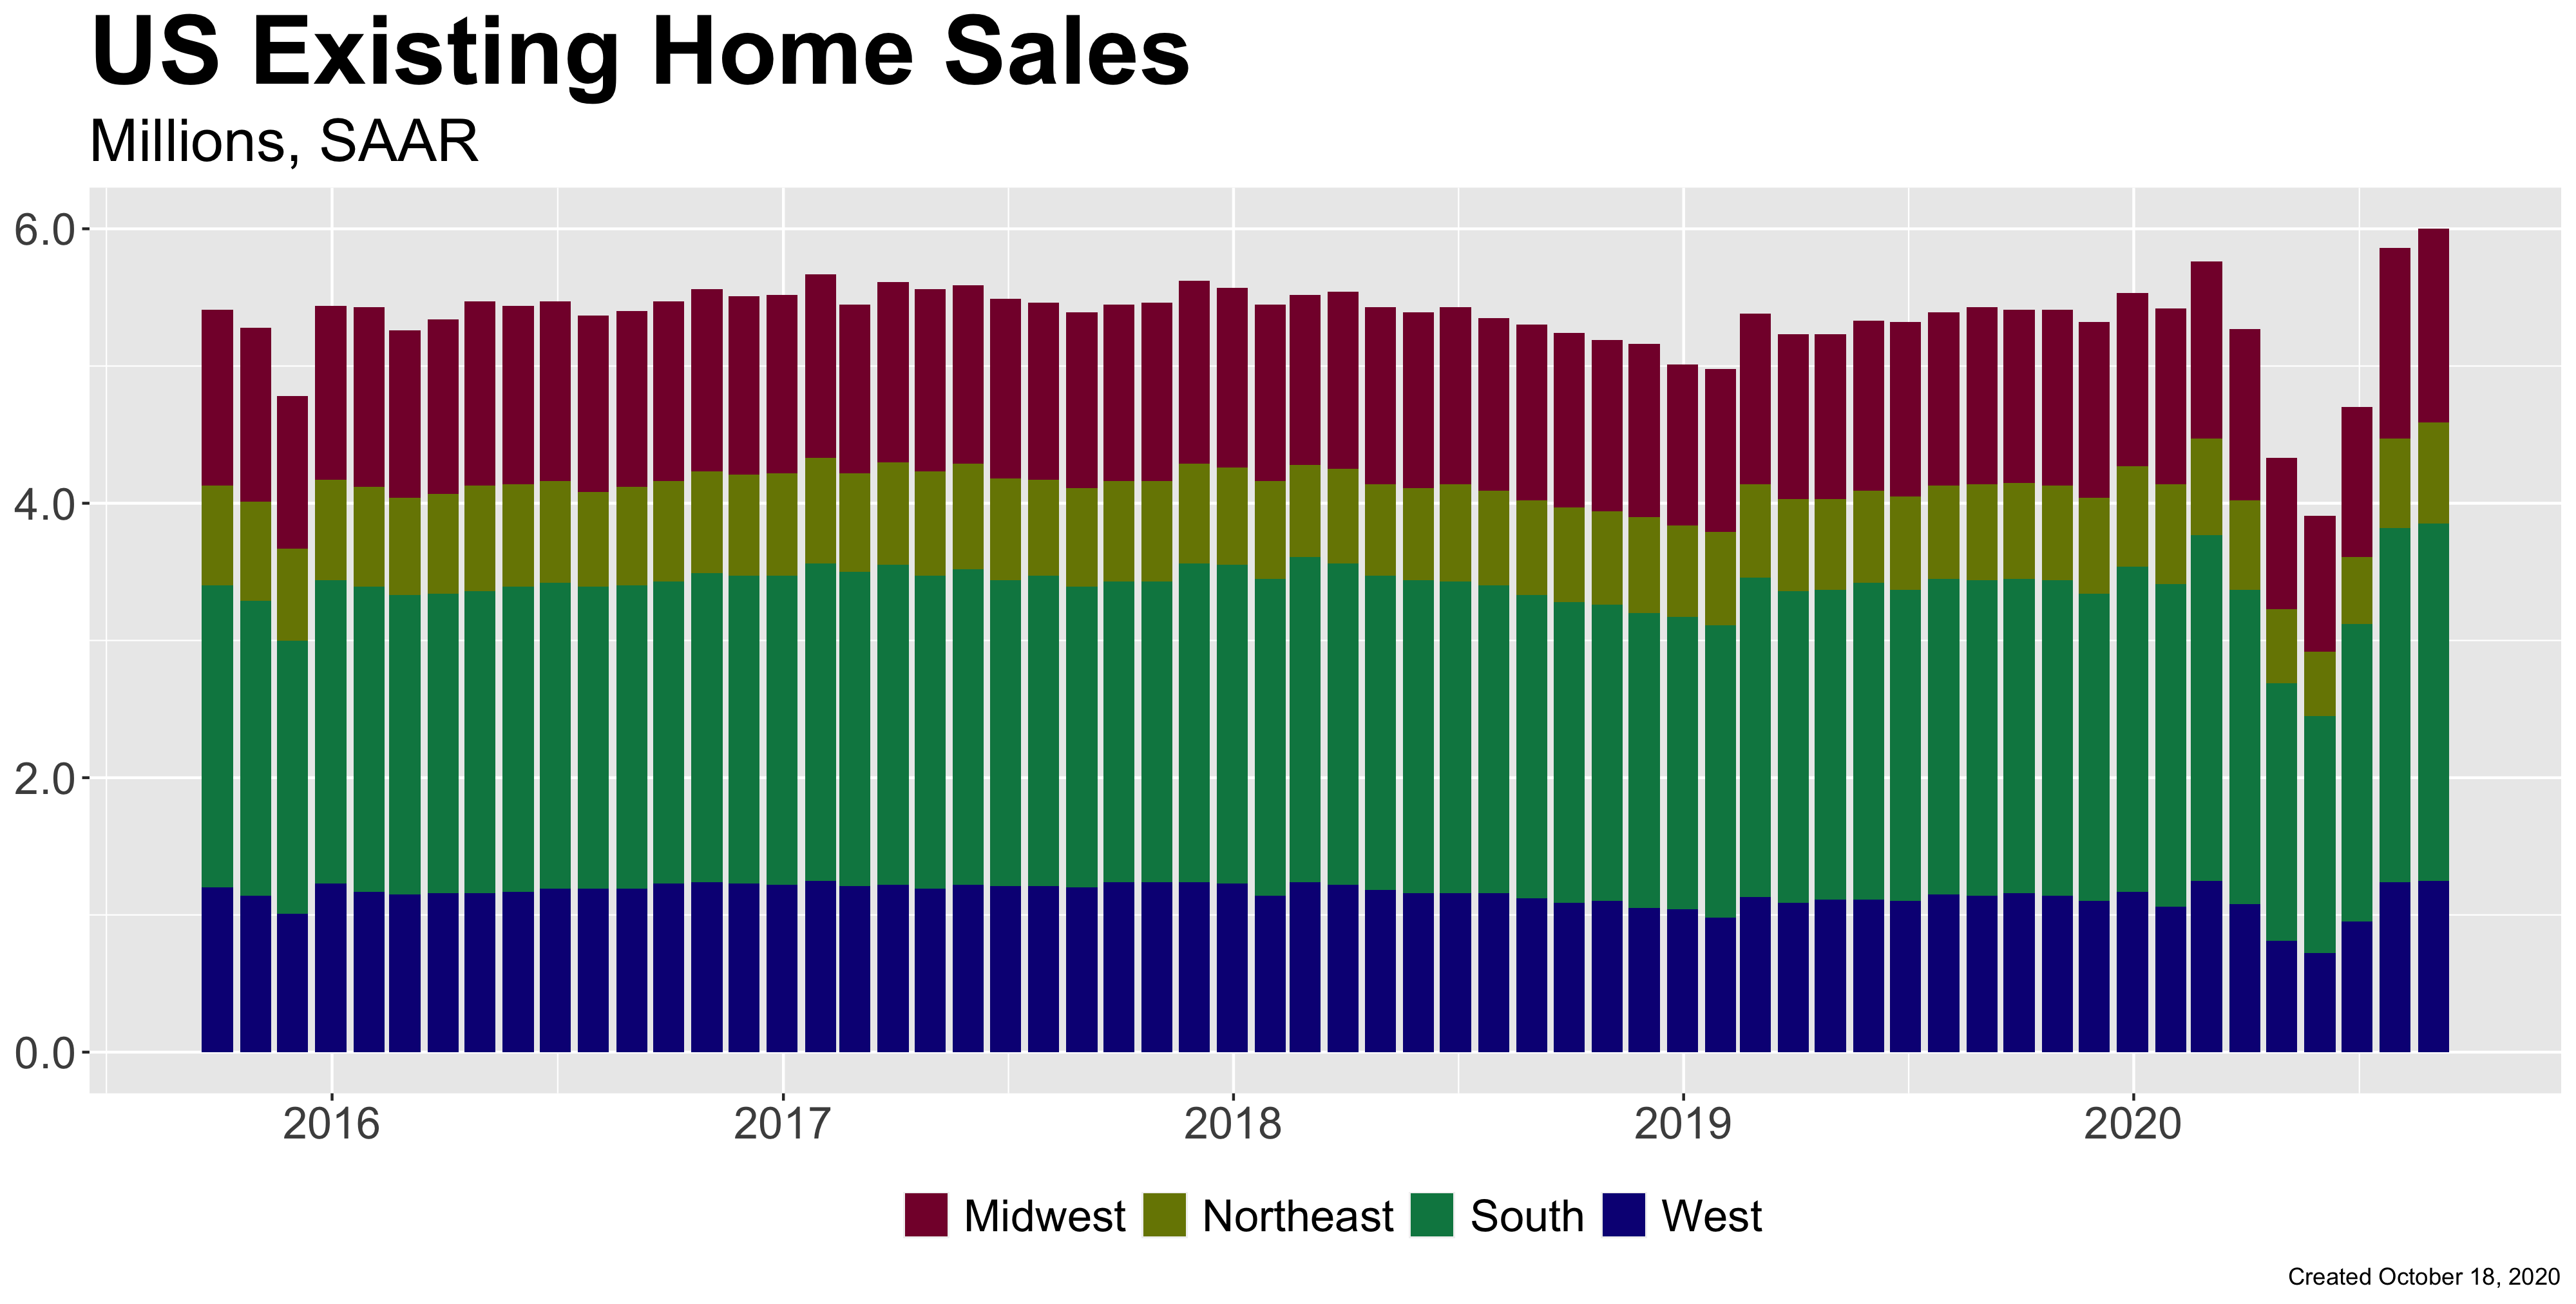 US Existing Home Sales
Millions, SAAR
6.0
4.0
2.0
0.0
2016 2017 2018 2019 2020
Midwest Northeast South West
Created October 18, 2020